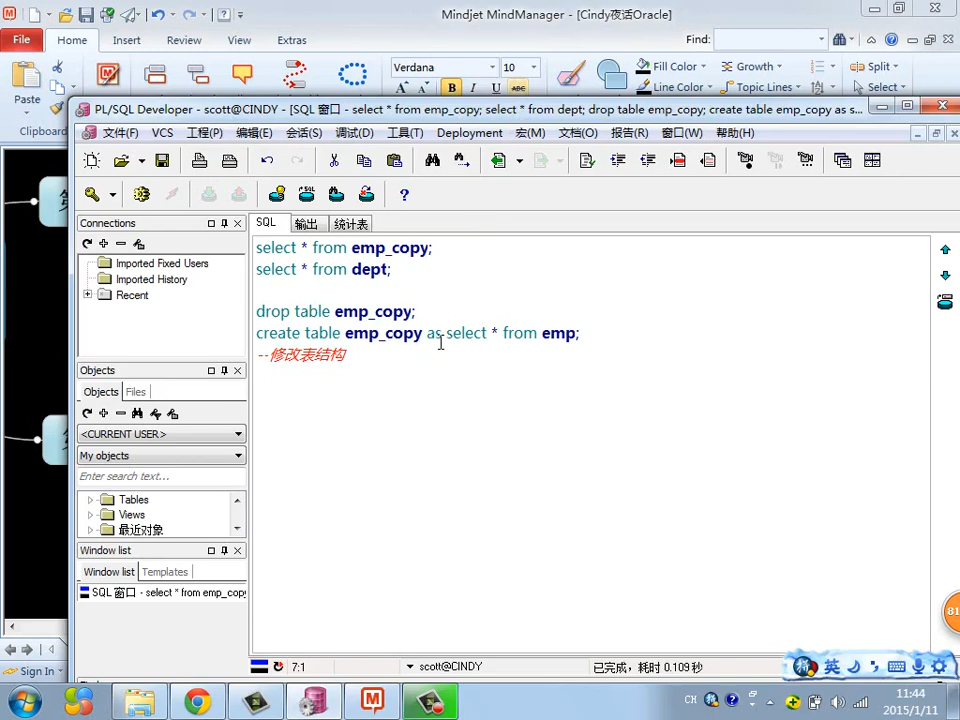 Mindjet MindManager - [Cindy夜话Oracle]
File Home Insert Review View Extras Find:
Paste
Verdana 10
B I U abc
Fill Color Growth Split
Line Color Topic Lines Select
Clipboard
PL/SQL Developer - scott@CINDY - [SQL 窗口 - select * from emp_copy; select * from dept; drop table emp_copy; create table emp_copy as s...
文件(F) VCS 工程(P) 编辑(E) 会话(S) 调试(D) 工具(T) Deployment 宏(M) 文档(O) 报告(R) 窗口(W) 帮助(H)
Connections
Imported Fixed Users
Imported History
Recent
Objects
Objects Files
<CURRENT USER>
My objects
Enter search text...
Tables
Views
最近对象
Window list
Window list Templates
SQL 窗口 - select * from emp_copy
SQL 输出 统计表
select * from emp_copy;
select * from dept;
drop table emp_copy;
create table emp_copy as select * from emp;
--修改表结构
7:1 scott@CINDY 已完成，耗时 0.109 秒
81
英
Sign In
CH
11:44
2015/1/11